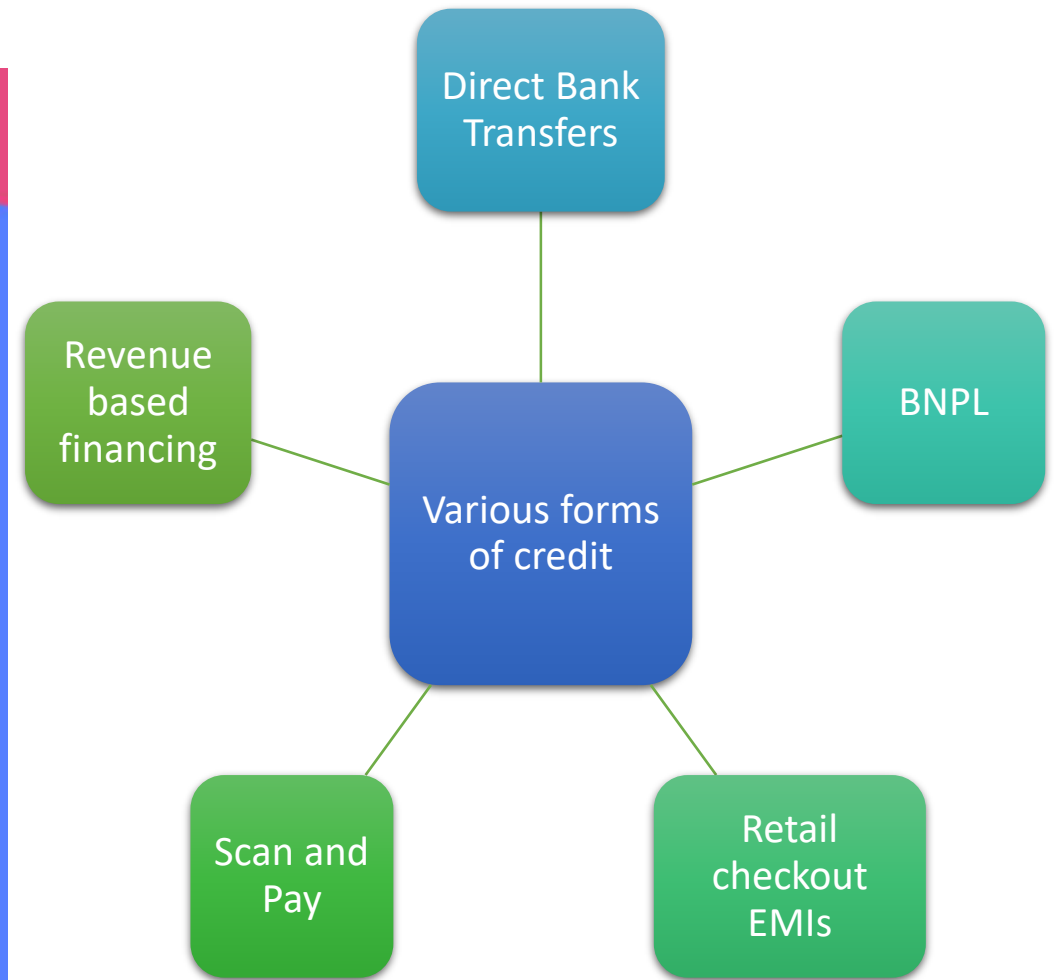 Direct Bank
Transfers
Revenue
based
financing
BNPL
Various forms
of credit
Scan and
Pay
Retail
checkout
EMIs